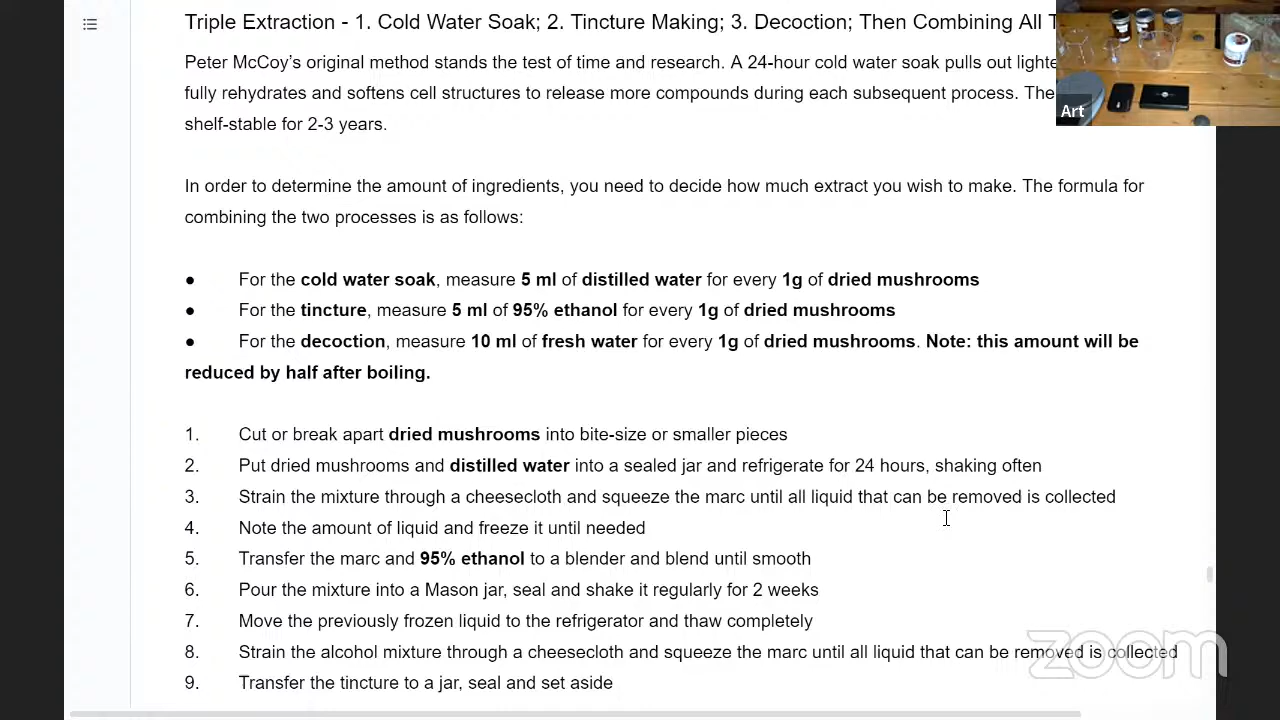 Triple Extraction - 1. Cold Water Soak; 2. Tincture Making; 3. Decoction; Then Combining All
Peter McCoy's original method stands the test of time and research. A 24-hour cold water soak pulls out
fully rehydrates and softens cell structures to release more compounds during each subsequent process. The
shelf-stable for 2-3 years.
Art
In order to determine the amount of ingredients, you need to decide how much extract you wish to make. The formula for
combining the two processes is as follows:
● For the cold water soak, measure 5 ml of distilled water for every 1g of dried mushrooms
● For the tincture, measure 5 ml of 95% ethanol for every 1g of dried mushrooms
● For the decoction, measure 10 ml of fresh water for every 1g of dried mushrooms. Note: this amount will be
reduced by half after boiling.
1. Cut or break apart dried mushrooms into bite-size or smaller pieces
2. Put dried mushrooms and distilled water into a sealed jar and refrigerate for 24 hours, shaking often
3. Strain the mixture through a cheesecloth and squeeze the marc until all liquid that can be removed is collected
4. Note the amount of liquid and freeze it until needed
5. Transfer the marc and 95% ethanol to a blender and blend until smooth
6. Pour the mixture into a Mason jar, seal and shake it regularly for 2 weeks
7. Move the previously frozen liquid to the refrigerator and thaw completely
8. Strain the alcohol mixture through a cheesecloth and squeeze the marc until all liquid that can be removed is collected
9. Transfer the tincture to a jar, seal and set aside
zoom